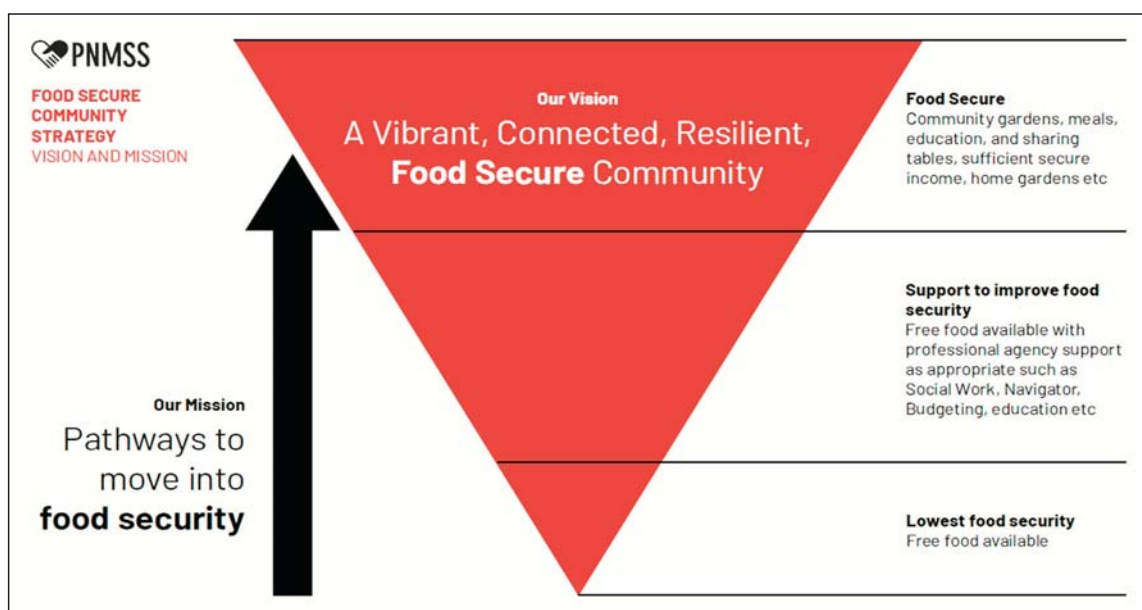 PNMSS
FOOD SECURE
COMMUNITY
STRATEGY
VISION AND MISSION
Our Vision
A Vibrant, Connected, Resilient,
Food Secure Community
Our Mission
Pathways to
move into
food security
Food Secure
Community gardens, meals,
education, and sharing
tables, sufficient secure
income, home gardens etc
Support to improve food
security
Free food available with
professional agency support
as appropriate such as
Social Work, Navigator,
Budgeting, education etc
Lowest food security
Free food available